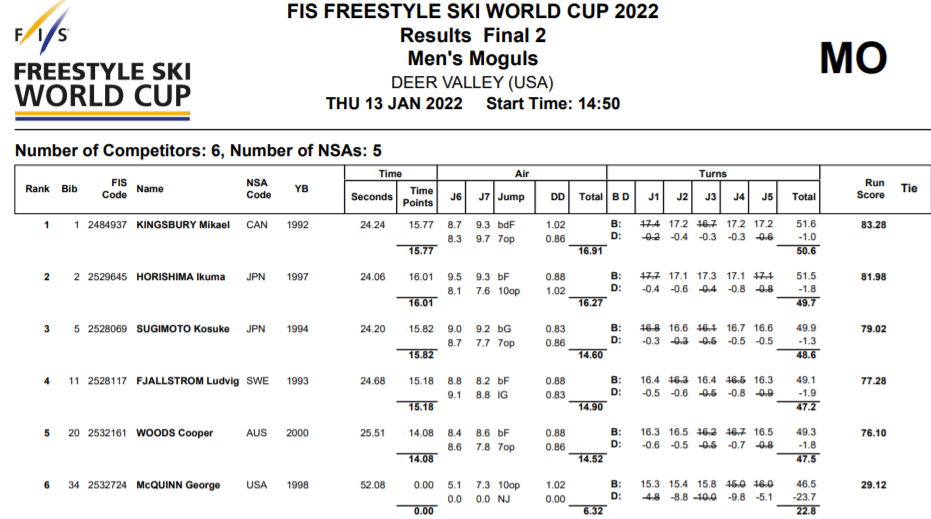 FIS
FREESTYLE SKI
WORLD CUP
FIS FREESTYLE SKI WORLD CUP 2022
Results Final 2
Men's Moguls
DEER VALLEY (USA)
THU 13 JAN 2022 Start Time: 14:50
MO
Number of Competitors: 6, Number of NSAs: 5
Time Air Turns
Rank Bib FIS Code Name NSA Code YB Seconds Time Points J6 J7 Jump DD Total B D J1 J2 J3 J4 J5 Total Run Score Tie
1 1 2484937 KINGSBURY Mikael CAN 1992 24.24 15.77 8.7 9.3 bdF 1.02 B: 17.4 17.2 16.7 17.2 17.2 51.6 83.28
8.3 9.7 7op 0.86 D: -0.2 -0.4 -0.3 -0.3 -0.6 -1.0
15.77 16.91 50.6
2 2 2529645 HORISHIMA Ikuma JPN 1997 24.06 16.01 9.5 9.3 bF 0.88 B: 17.7 17.1 17.3 17.1 17.1 51.5 81.98
8.1 7.6 10op 1.02 D: -0.4 -0.6 -0.4 -0.8 -0.8 -1.8
16.01 16.27 49.7
3 5 2528069 SUGIMOTO Kosuke JPN 1994 24.20 15.82 9.0 9.2 bG 0.83 B: 16.8 16.6 16.1 16.7 16.6 49.9 79.02
8.7 7.7 7op 0.86 D: -0.3 -0.3 -0.5 -0.5 -0.5 -1.3
15.82 14.60 48.6
4 11 2528117 FJALLSTROM Ludvig SWE 1993 24.68 15.18 8.8 8.2 bF 0.88 B: 16.4 16.3 16.4 16.5 16.3 49.1 77.28
9.1 8.8 lG 0.83 D: -0.5 -0.6 -0.5 -0.8 -0.9 -1.9
15.18 14.90 47.2
5 20 2532161 WOODS Cooper AUS 2000 25.51 14.08 8.4 8.6 bF 0.88 B: 16.3 16.5 16.2 16.7 16.5 49.3 76.10
8.6 7.8 7op 0.86 D: -0.6 -0.5 -0.5 -0.7 -0.8 -1.8
14.08 14.52 47.5
6 34 2532724 McQUINN George USA 1998 52.08 0.00 5.1 7.3 10op 1.02 B: 15.3 15.4 15.8 15.0 16.0 46.5 29.12
0.0 0.0 NJ 0.00 D: -4.8 -8.8 -10.0 -9.8 -5.1 -23.7
0.00 6.32 22.8